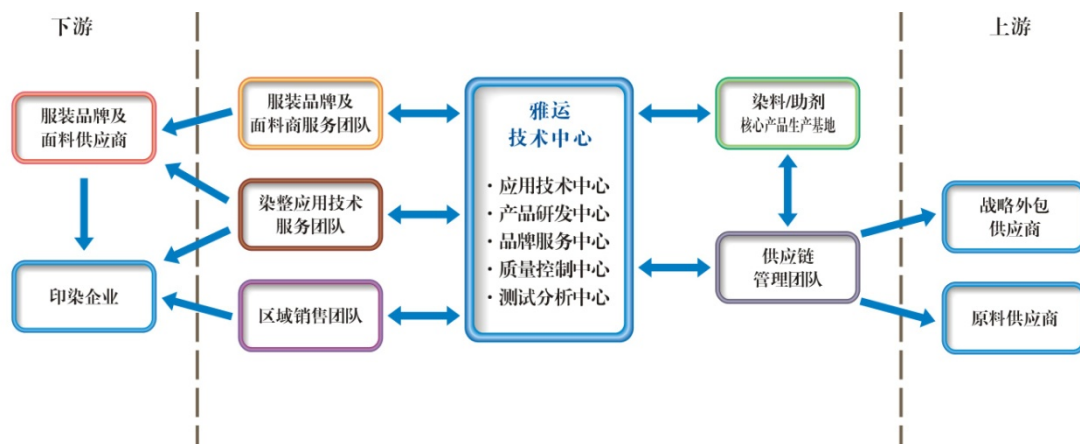 下游
上游
服装品牌及
面料供应商
印染企业
服装品牌及
面料商服务团队
染整应用技术
服务团队
区域销售团队
雅运
技术中心
·应用技术中心
·产品研发中心
·品牌服务中心
·质量控制中心
·测试分析中心
染料/助剂
核心产品生产基地
供应链
管理团队
战略外包
供应商
原料供应商